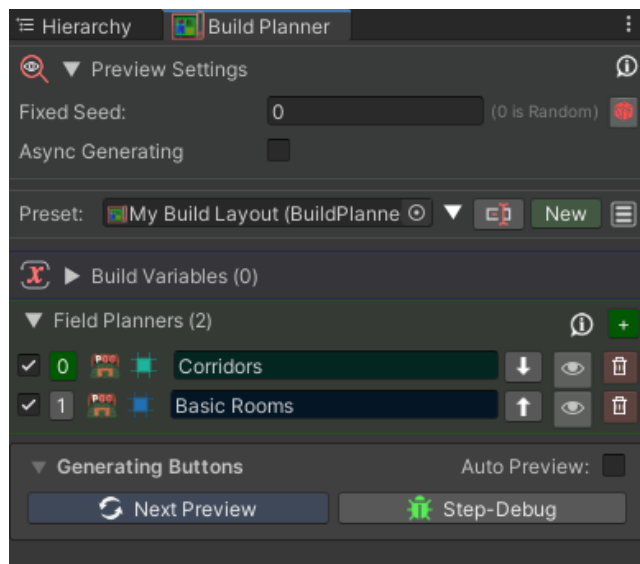 Hierarchy Build Planner
Preview Settings
Fixed Seed: 0 (0 is Random)
Async Generating
Preset: My Build Layout (BuildPlanne New
x Build Variables (0)
Field Planners (2) +
0 Corridors
1 Basic Rooms
Generating Buttons Auto Preview:
Next Preview Step-Debug